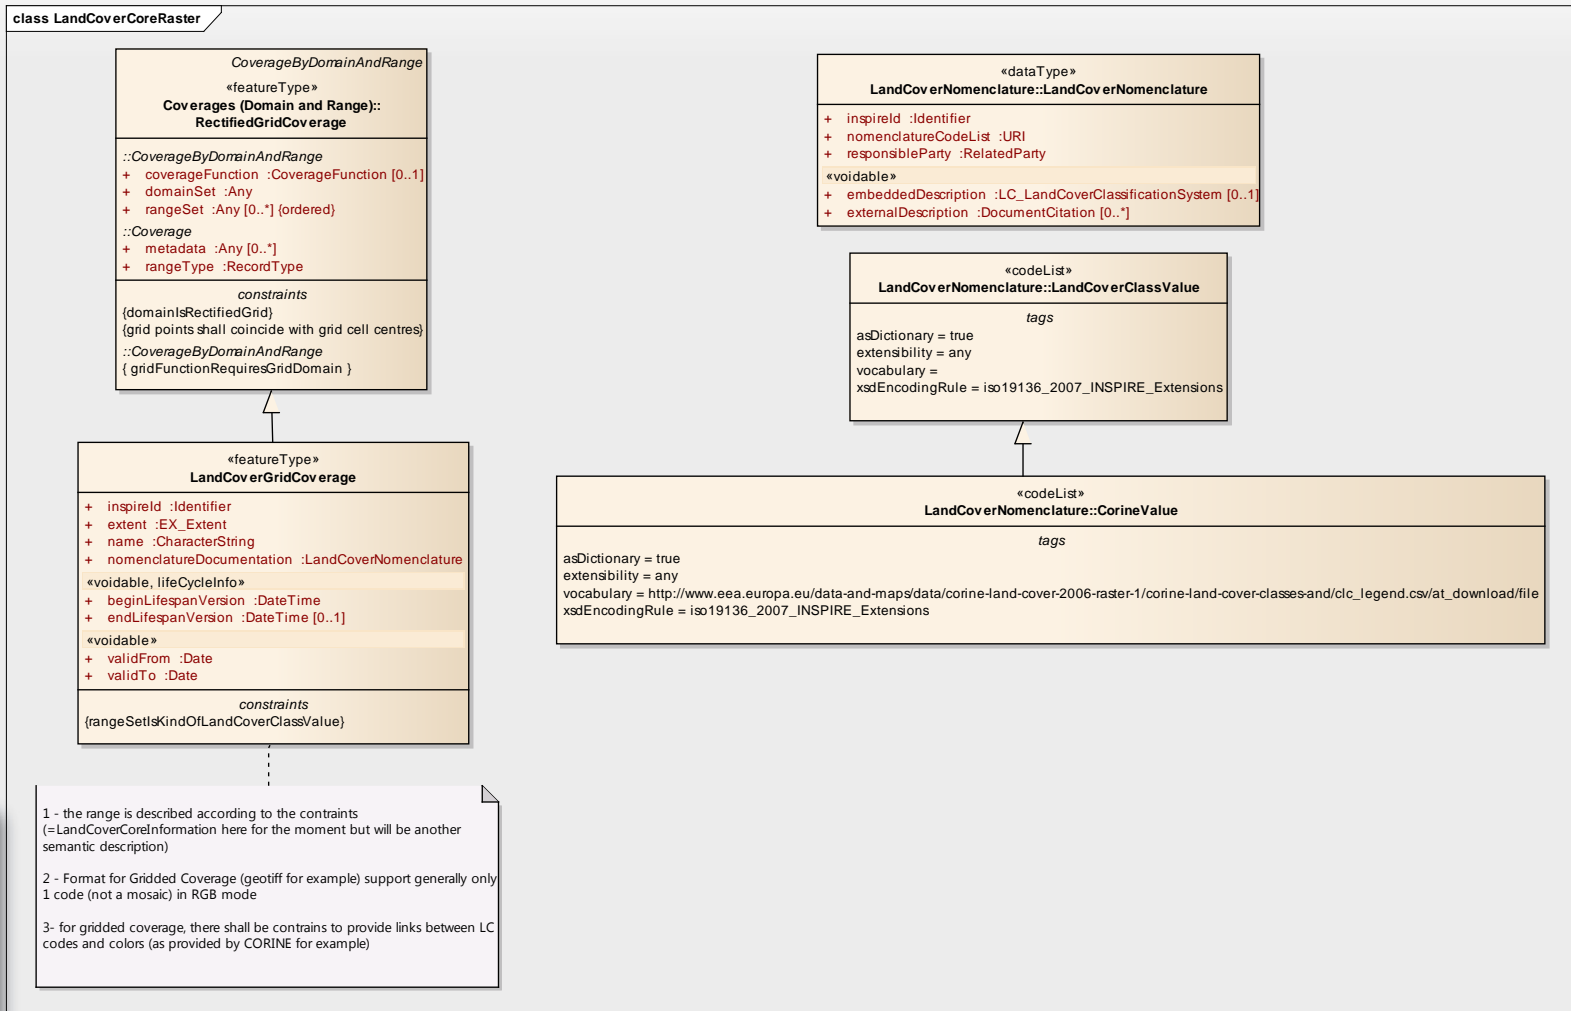 class LandCoverCoreRaster
CoverageByDomainAndRange
«featureType»
Coverages (Domain and Range)::
RectifiedGridCoverage
::CoverageByDomainAndRange
+ coverageFunction :CoverageFunction [0..1]
+ domainSet :Any
+ rangeSet :Any [0..*] {ordered}
::Coverage
+ metadata :Any [0..*]
+ rangeType :RecordType
constraints
{domainIsRectifiedGrid}
{grid points shall coincide with grid cell centres}
::CoverageByDomainAndRange
{ gridFunctionRequiresGridDomain }
«featureType»
LandCoverGridCoverage
+ inspireId :Identifier
+ extent :EX_Extent
+ name :CharacterString
+ nomenclatureDocumentation :LandCoverNomenclature
«voidable, lifeCycleInfo»
+ beginLifespanVersion :DateTime
+ endLifespanVersion :DateTime [0..1]
«voidable»
+ validFrom :Date
+ validTo :Date
constraints
{rangeSetIsKindOfLandCoverClassValue}
1 - the range is described according to the contraints
(=LandCoverCoreInformation here for the moment but will be another
semantic description)
2 - Format for Gridded Coverage (geotiff for example) support generally only
1 code (not a mosaic) in RGB mode
3- for gridded coverage, there shall be contrains to provide links between LC
codes and colors (as provided by CORINE for example)
«dataType»
LandCoverNomenclature::LandCoverNomenclature
+ inspireId :Identifier
+ nomenclatureCodeList :URI
+ responsibleParty :RelatedParty
«voidable»
+ embeddedDescription :LC_LandCoverClassificationSystem [0..1]
+ externalDescription :DocumentCitation [0..*]
«codeList»
LandCoverNomenclature::LandCoverClassValue
tags
asDictionary = true
extensibility = any
vocabulary =
xsdEncodingRule = iso19136_2007_INSPIRE_Extensions
«codeList»
LandCoverNomenclature::CorineValue
tags
asDictionary = true
extensibility = any
vocabulary = http://www.eea.europa.eu/data-and-maps/data/corine-land-cover-2006-raster-1/corine-land-cover-classes-and/clc_legend.csv/at_download/file
xsdEncodingRule = iso19136_2007_INSPIRE_Extensions